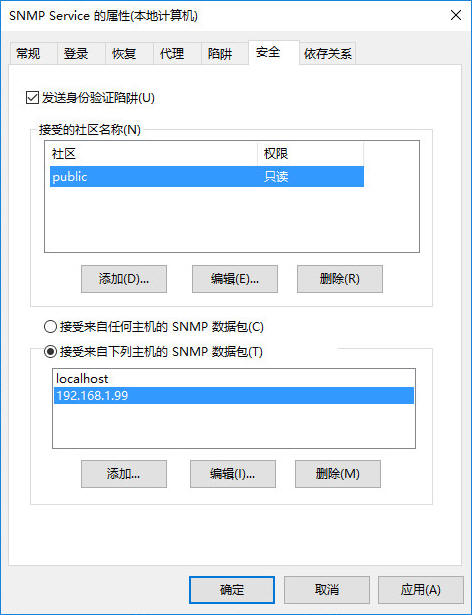 SNMP Service 的属性(本地计算机)
常规 登录 恢复 代理 陷阱 安全 依存关系
发送身份验证陷阱(U)
接受的社区名称(N)
社区 权限
public 只读
添加(D)... 编辑(E)... 删除(R)
接受来自任何主机的 SNMP 数据包(C)
接受来自下列主机的 SNMP 数据包(T)
localhost
192.168.1.99
添加... 编辑(I)... 删除(M)
确定 取消 应用(A)